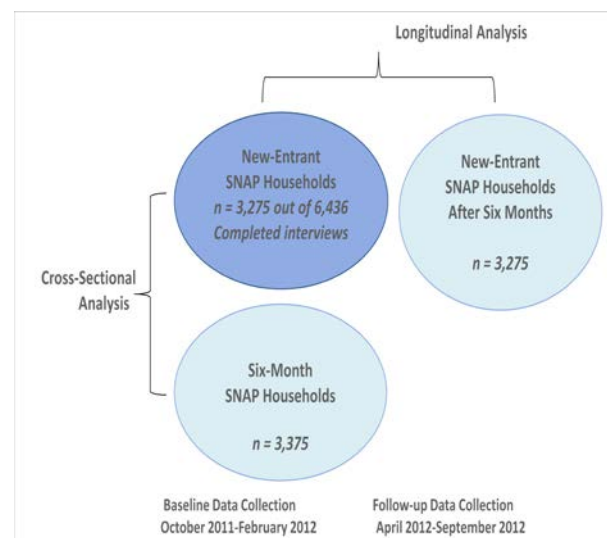 Longitudinal Analysis
New-Entrant
SNAP Households
n = 3,275 out of 6,436
Completed interviews
New-Entrant
SNAP Households
After Six Months
n = 3,275
Cross-Sectional
Analysis
Six-Month
SNAP Households
n = 3,375
Baseline Data Collection
October 2011-February 2012
Follow-up Data Collection
April 2012-September 2012